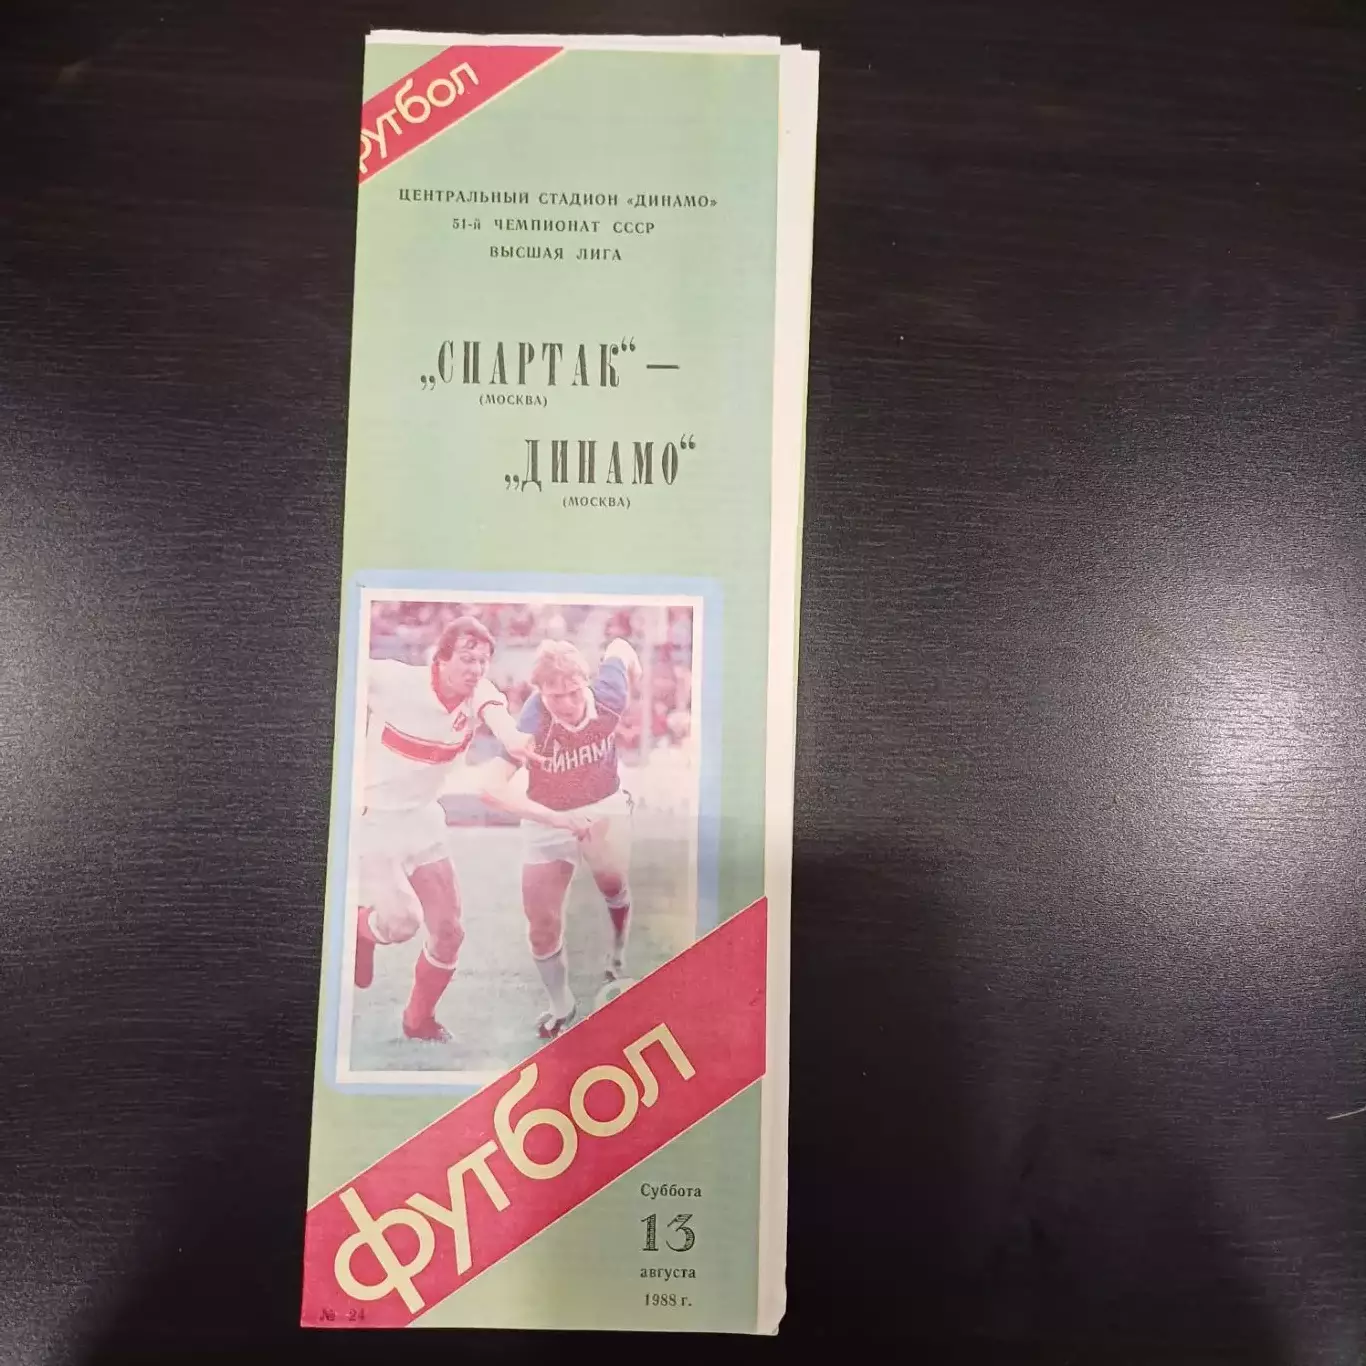 футбол
ЦЕНТРАЛЬНЫЙ СТАДИОН «ДИНАМО»
51-й ЧЕМПИОНАТ СССР
ВЫСШАЯ ЛИГА
„СПАРТАК“ —
(МОСКВА)
„ДИНАМО“
(МОСКВА)
ДИНАМО
футбол
Суббота
13
августа
1988 г.
№ 24